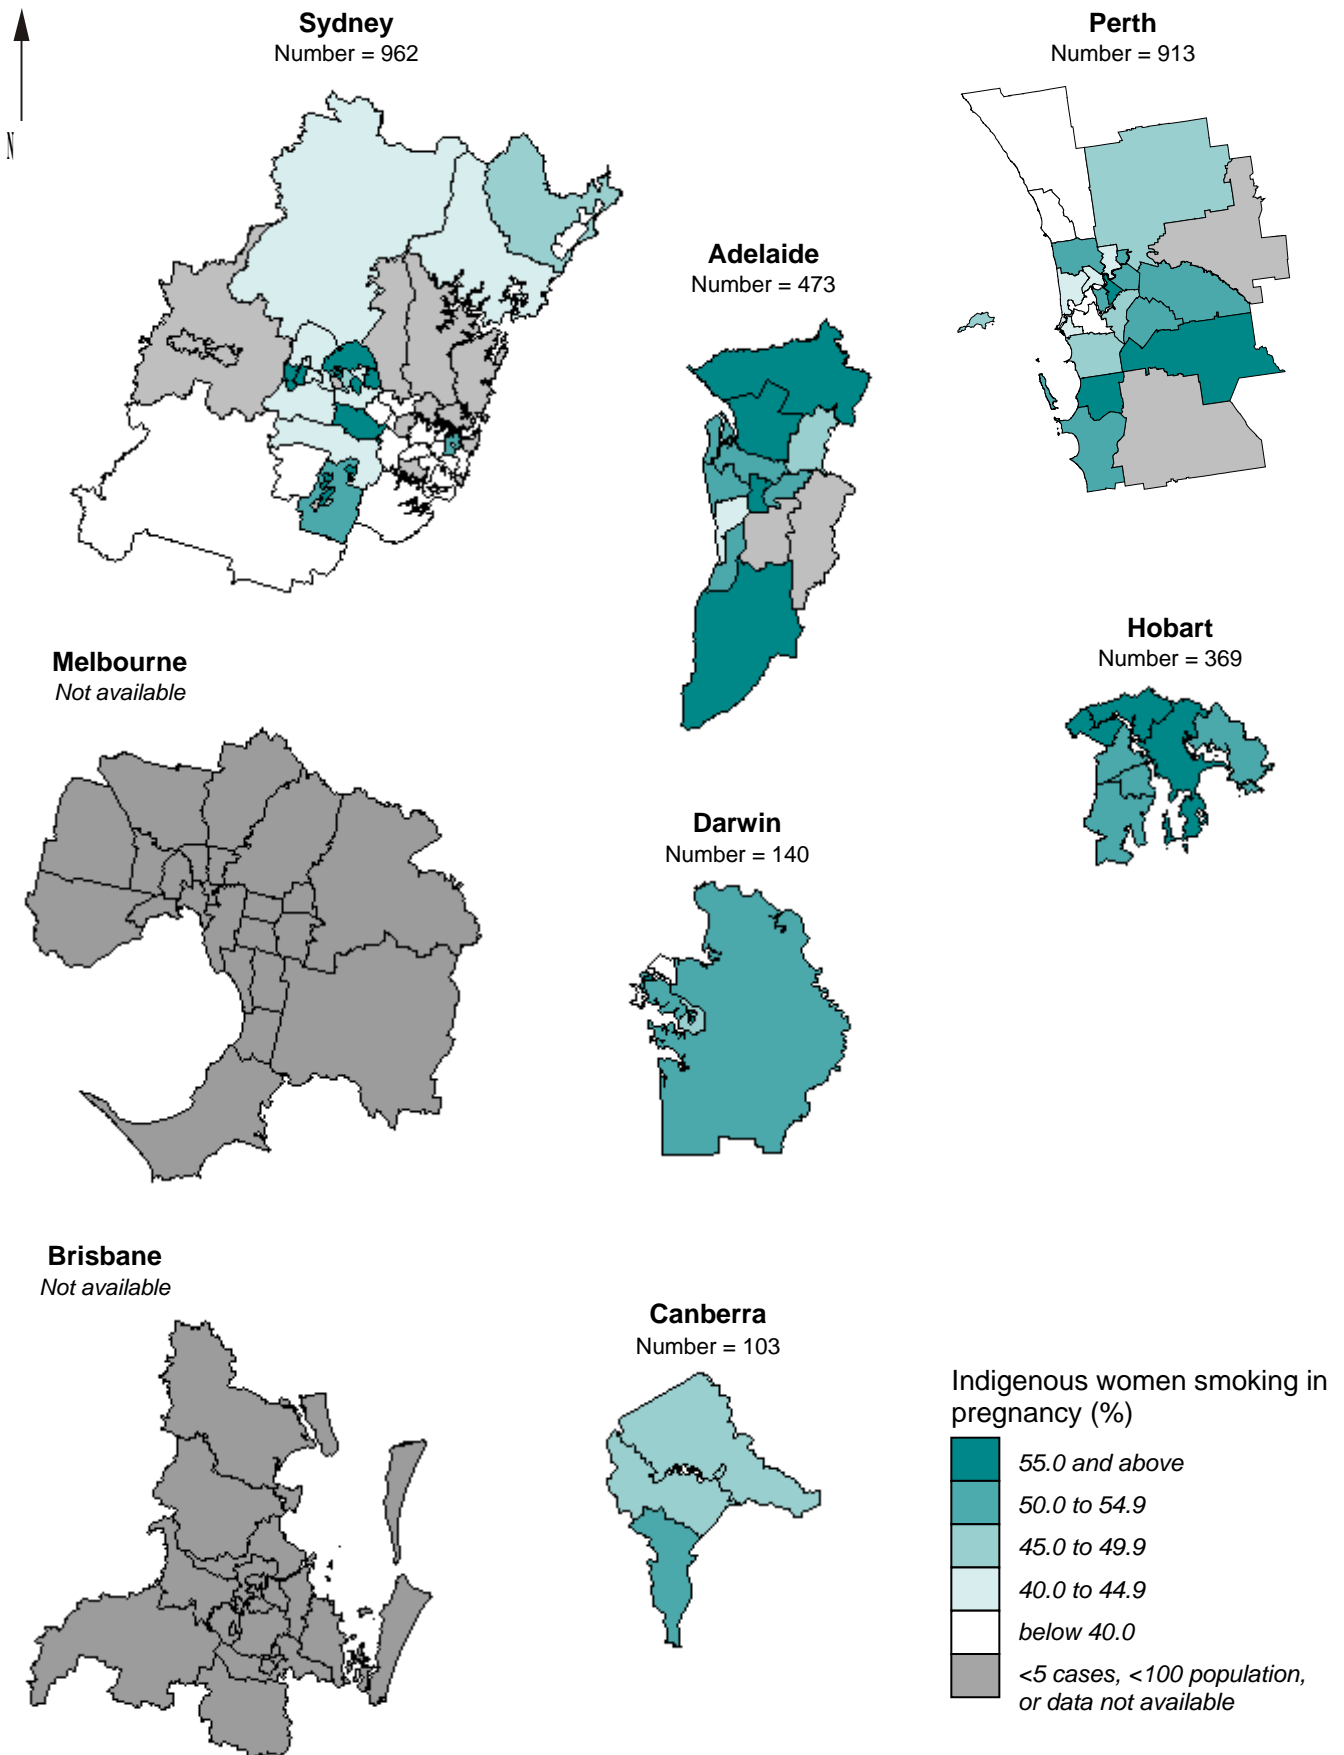 Sydney
Number = 962
Perth
Number = 913
N
Adelaide
Number = 473
Hobart
Number = 369
Melbourne
Not available
Darwin
Number = 140
Brisbane
Not available
Canberra
Number = 103
Indigenous women smoking in
pregnancy (%)
55.0 and above
50.0 to 54.9
45.0 to 49.9
40.0 to 44.9
below 40.0
<5 cases, <100 population,
or data not available